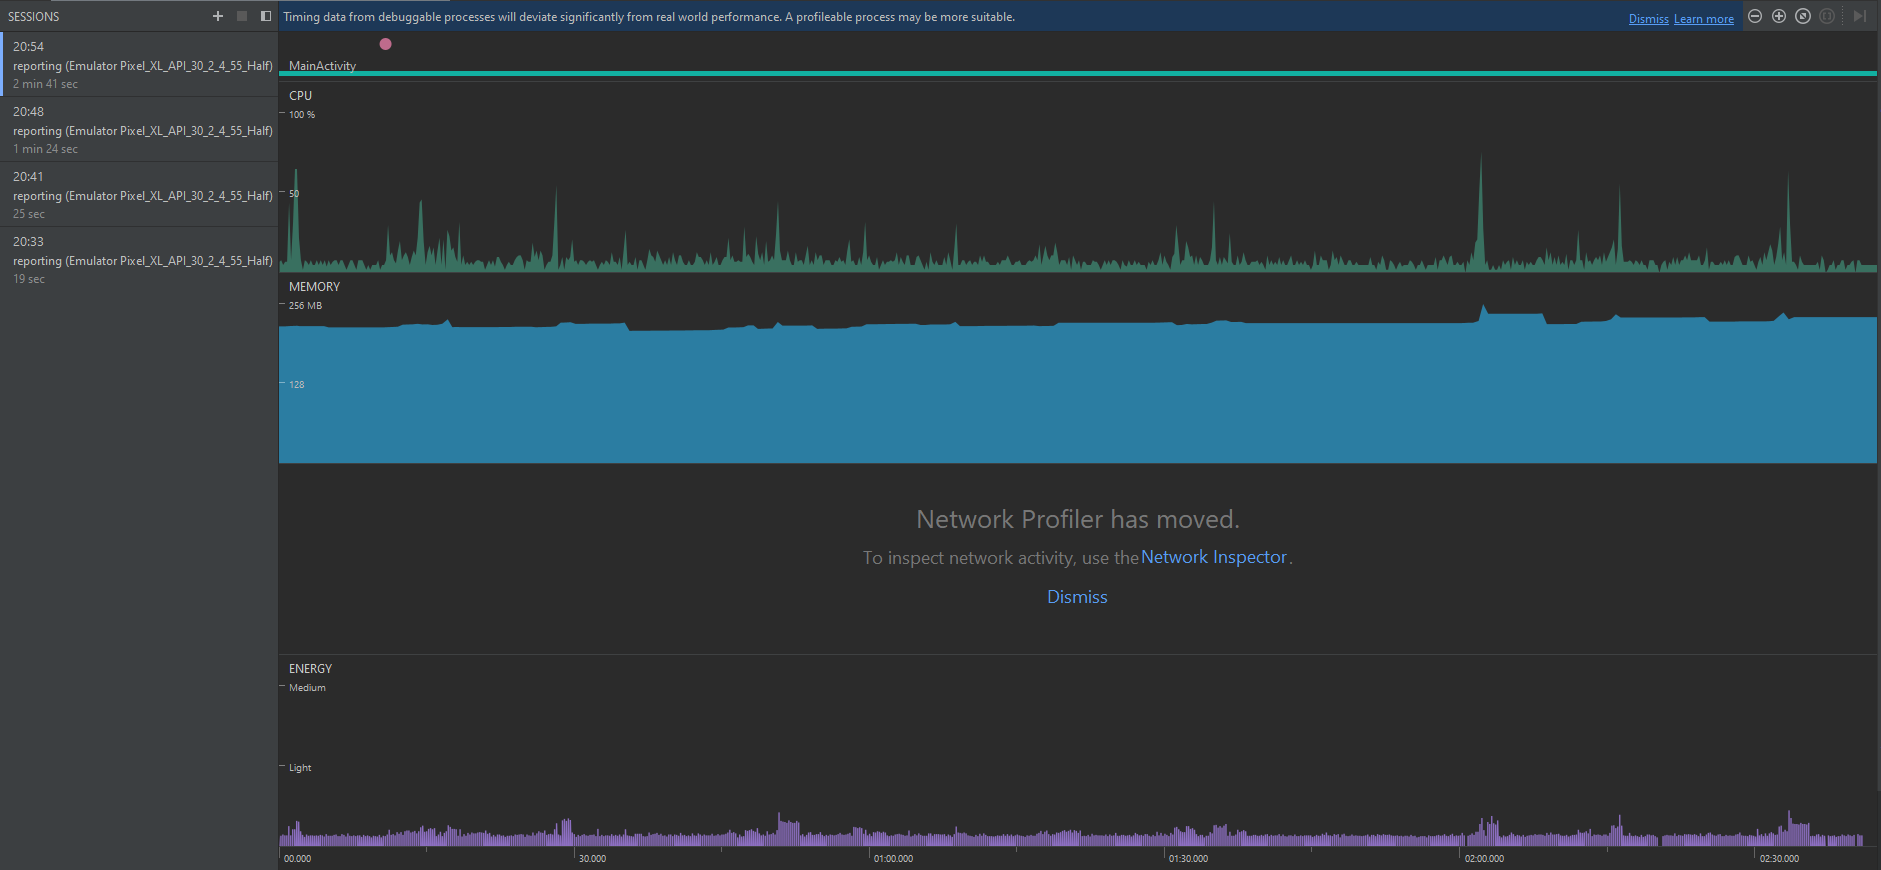 SESSIONS
Timing data from debuggable processes will deviate significantly from real world performance. A profileable process may be more suitable.
Dismiss Learn more
20:54
reporting (Emulator Pixel_XL_API_30_2_4_55_Half)
2 min 41 sec
20:48
reporting (Emulator Pixel_XL_API_30_2_4_55_Half)
1 min 24 sec
20:41
reporting (Emulator Pixel_XL_API_30_2_4_55_Half)
25 sec
20:33
reporting (Emulator Pixel_XL_API_30_2_4_55_Half)
19 sec
MainActivity
CPU
100 %
50
MEMORY
256 MB
128
Network Profiler has moved.
To inspect network activity, use the Network Inspector.
Dismiss
ENERGY
Medium
Light
00.000 30.000 01:00.000 01:30.000 02:00.000 02:30.000